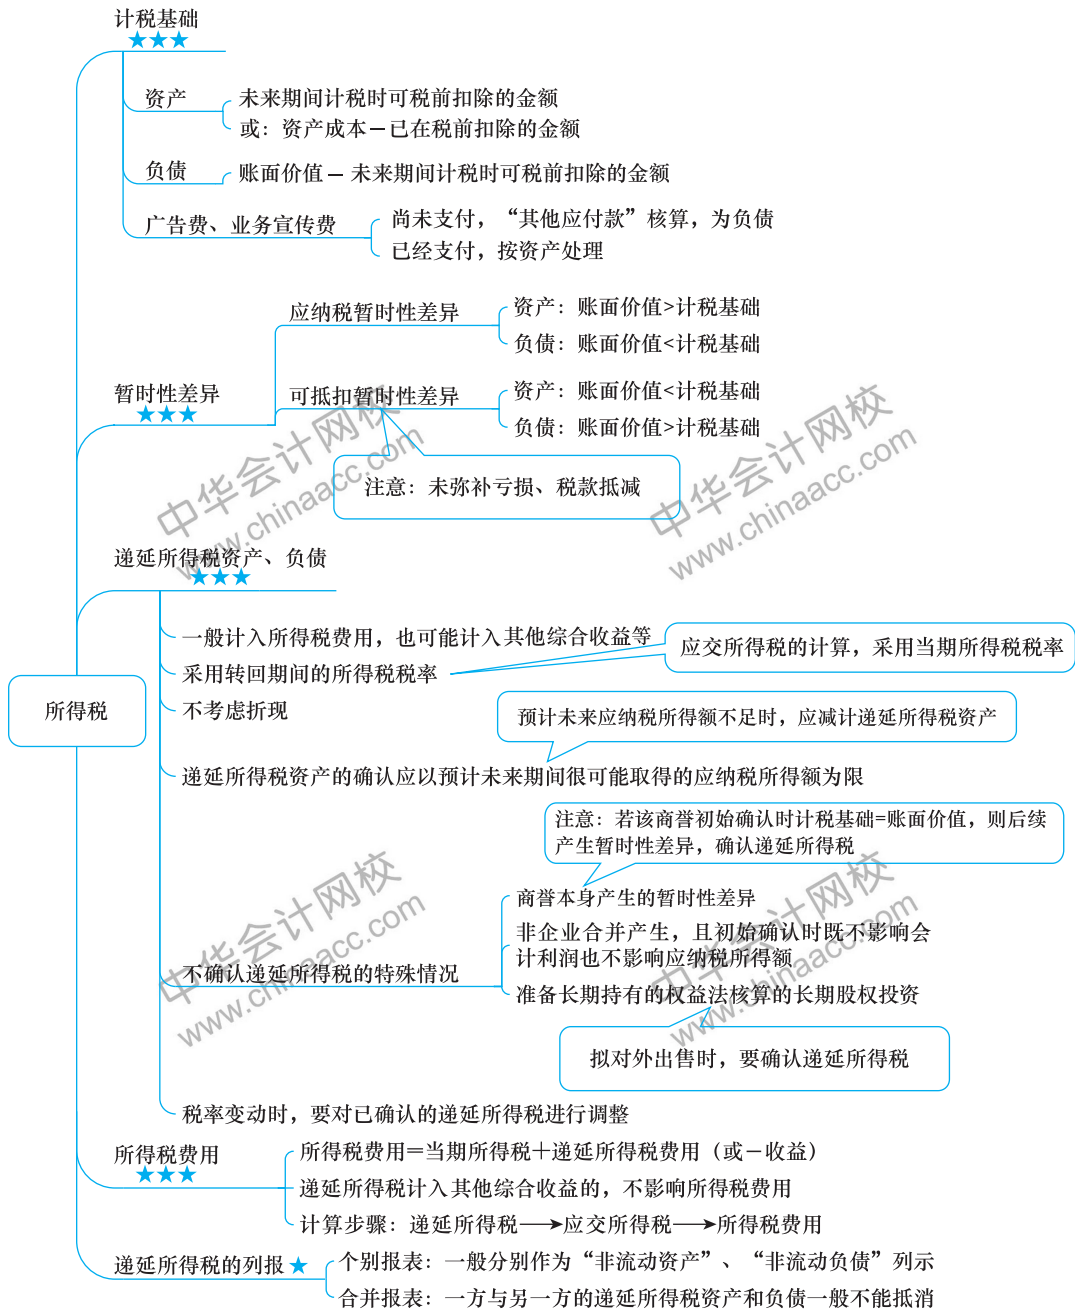 计税基础
★★★
资产
未来期间计税时可税前扣除的金额
或：资产成本－已在税前扣除的金额
负债
账面价值－未来期间计税时可税前扣除的金额
广告费、业务宣传费
尚未支付，“其他应付款”核算，为负债
已经支付，按资产处理
应纳税暂时性差异
资产：账面价值>计税基础
负债：账面价值<计税基础
暂时性差异
★★★
可抵扣暂时性差异
资产：账面价值<计税基础
负债：账面价值>计税基础
注意：未弥补亏损、税款抵减
中华会计网校
www.chinaacc.com
中华会计网校
www.chinaacc.com
递延所得税资产、负债
★★★
一般计入所得税费用，也可能计入其他综合收益等
采用转回期间的所得税税率
应交所得税的计算，采用当期所得税税率
所得税
不考虑折现
预计未来应纳税所得额不足时，应减计递延所得税资产
递延所得税资产的确认应以预计未来期间很可能取得的应纳税所得额为限
注意：若该商誉初始确认时计税基础=账面价值，则后续
产生暂时性差异，确认递延所得税
不确认递延所得税的特殊情况
商誉本身产生的暂时性差异
非企业合并产生，且初始确认时既不影响会
计利润也不影响应纳税所得额
准备长期持有的权益法核算的长期股权投资
拟对外出售时，要确认递延所得税
中华会计网校
www.chinaacc.com
中华会计网校
www.chinaacc.com
税率变动时，要对已确认的递延所得税进行调整
所得税费用
★★★
所得税费用＝当期所得税＋递延所得税费用（或－收益）
递延所得税计入其他综合收益的，不影响所得税费用
计算步骤：递延所得税→应交所得税→所得税费用
递延所得税的列报★
个别报表：一般分别作为“非流动资产”、“非流动负债”列示
合并报表：一方与另一方的递延所得税资产和负债一般不能抵消